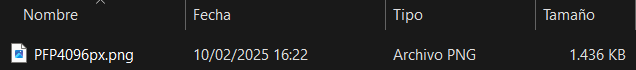 Nombre Fecha Tipo Tamaño
PFP4096px.png 10/02/2025 16:22 Archivo PNG 1.436 KB